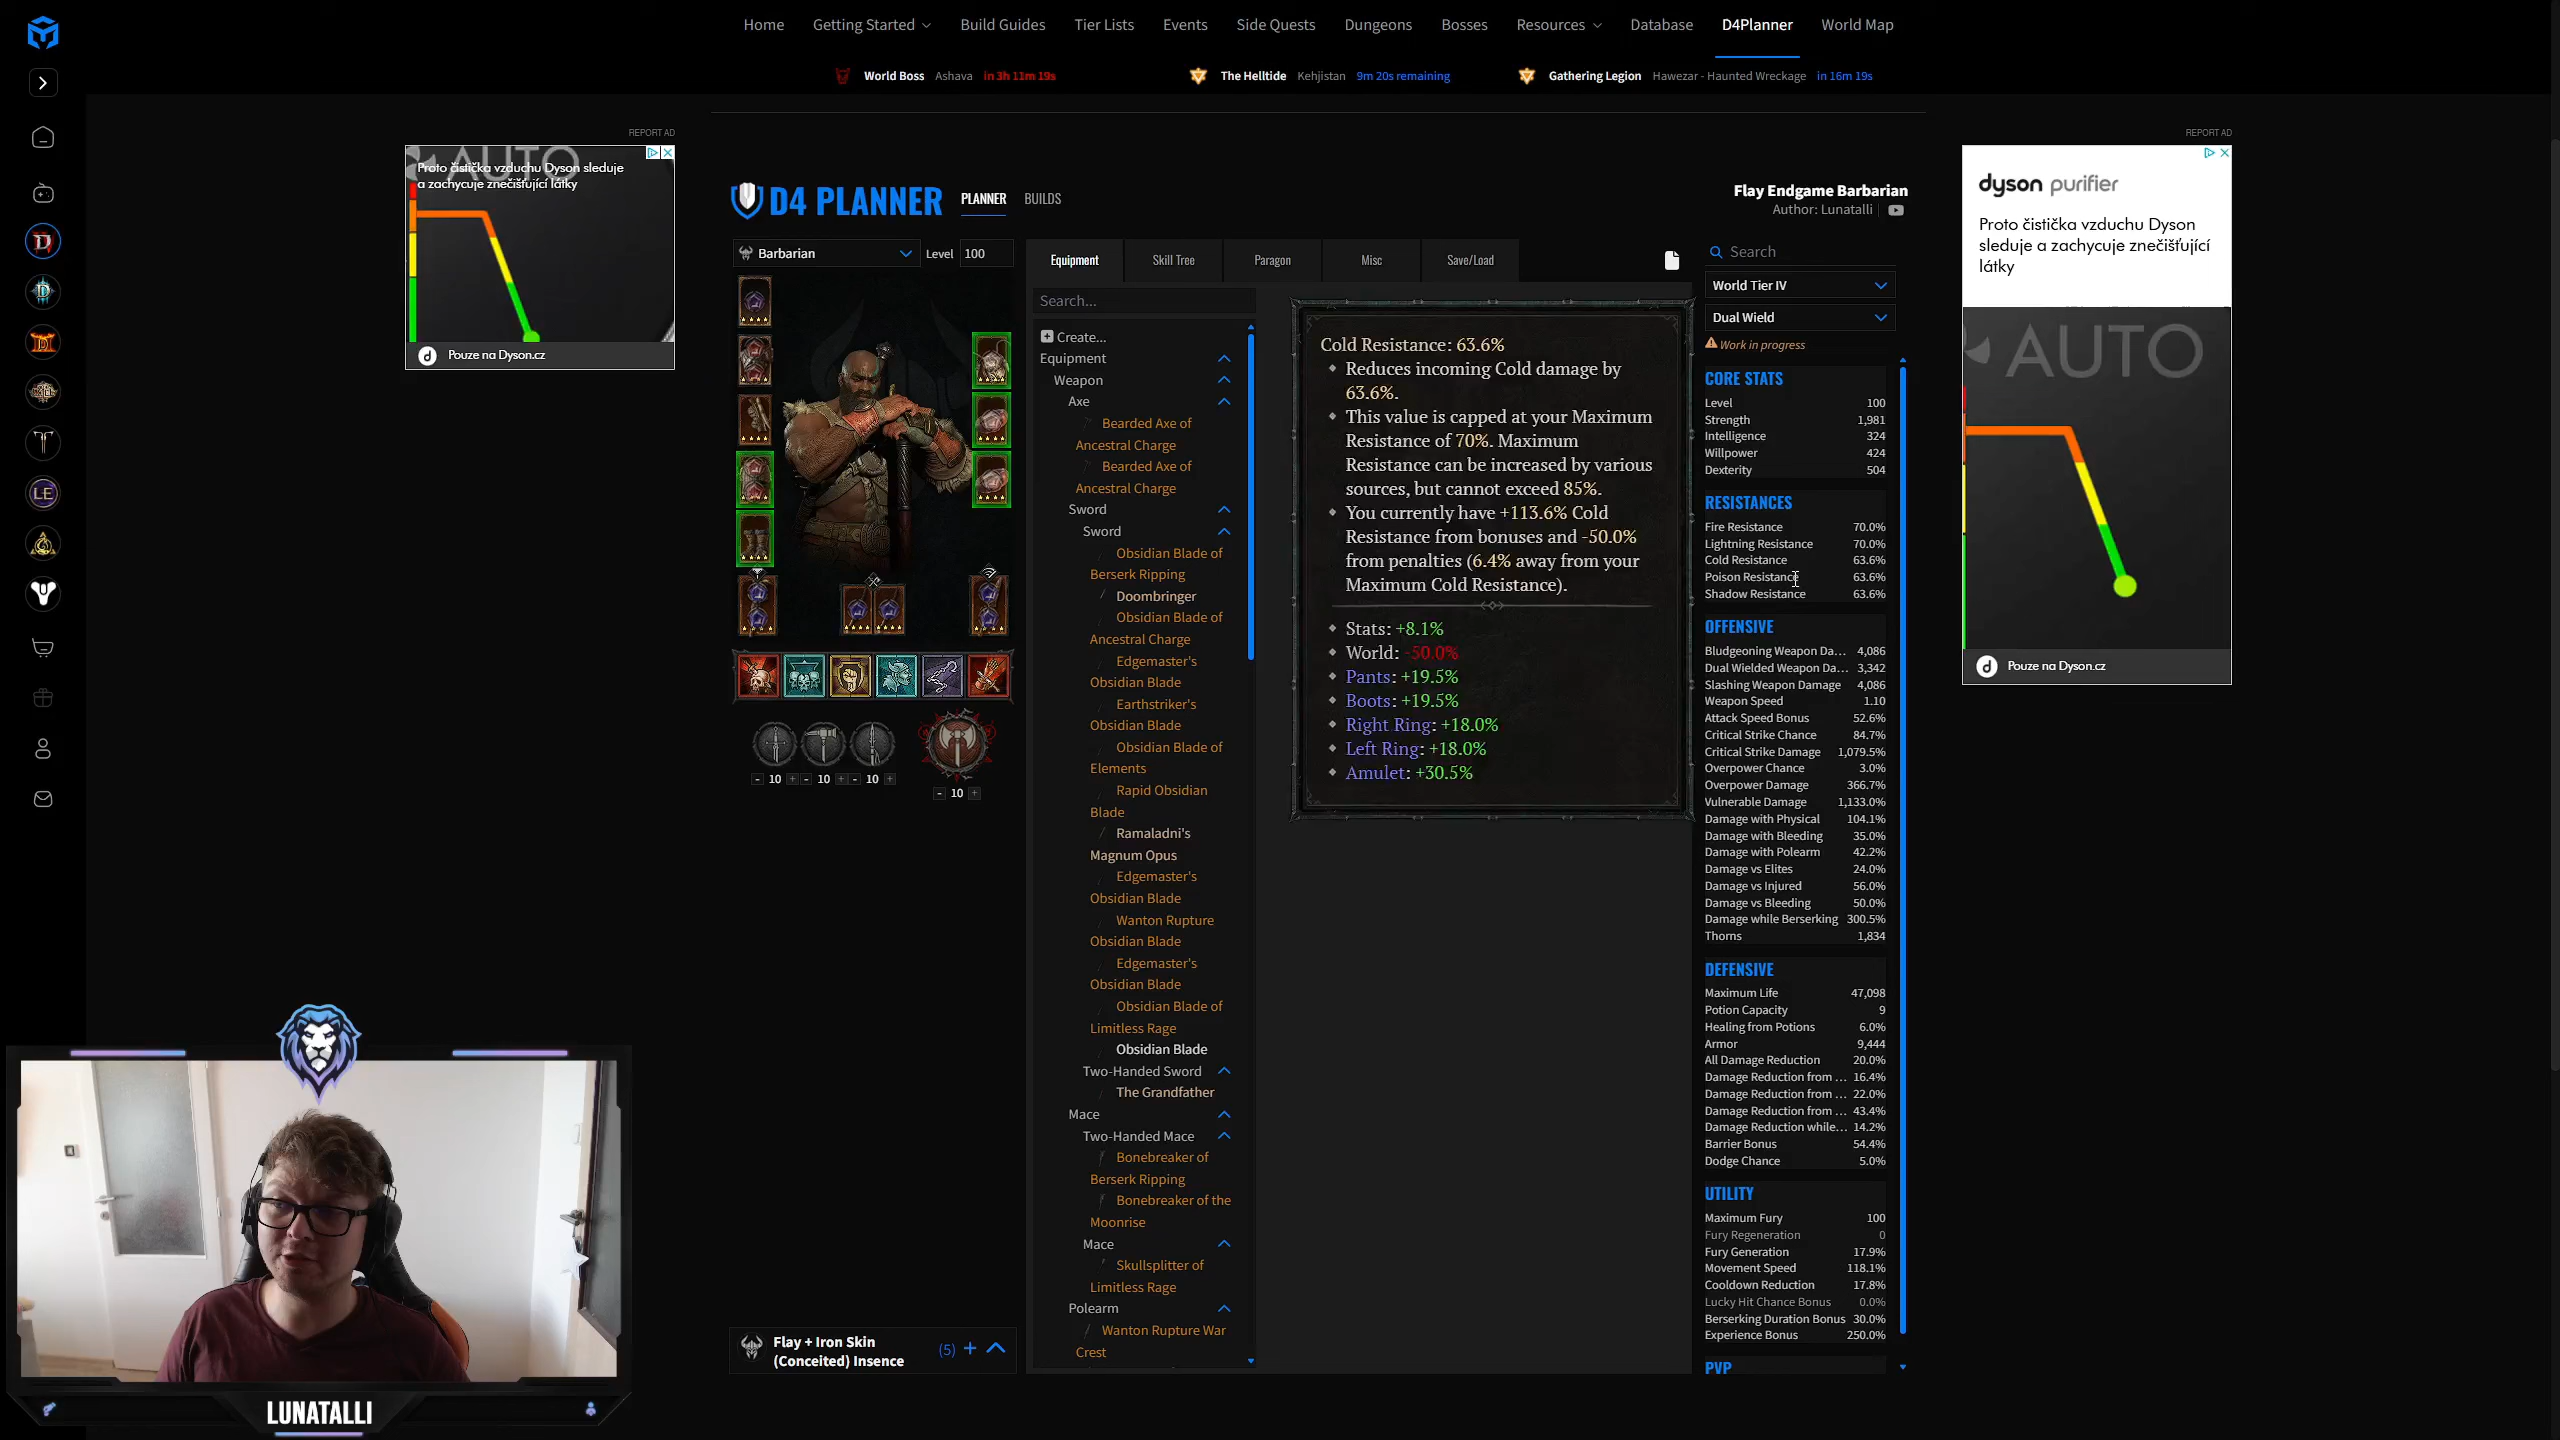 Home
Getting Started
Build Guides
Tier Lists
Events
Side Quests
Dungeons
Bosses
Resources
Database
D4Planner
World Map
World Boss Ashava in 3h 11m 19s
The Helltide Kehjistan 9m 20s remaining
Gathering Legion Hawezar - Haunted Wreckage in 16m 19s
REPORT AD
AUTO
Proto čistička vzduchu Dyson sleduje
a zachycuje znečišťující látky
Pouze na Dyson.cz
D4 PLANNER
PLANNER
BUILDS
Flay Endgame Barbarian
Author: Lunatalli
Barbarian
Level 100
Equipment
Skill Tree
Paragon
Misc
Save/Load
- 10 + - 10 + - 10 +
- 10 +
Flay + Iron Skin
(Conceited) Insence
(5) +
Search...
Create...
Equipment
Weapon
Axe
Bearded Axe of
Ancestral Charge
Bearded Axe of
Ancestral Charge
Sword
Sword
Obsidian Blade of
Berserk Ripping
Doombringer
Obsidian Blade of
Ancestral Charge
Edgemaster's
Obsidian Blade
Earthstriker's
Obsidian Blade
Obsidian Blade of
Elements
Rapid Obsidian
Blade
Ramaladni's
Magnum Opus
Edgemaster's
Obsidian Blade
Wanton Rupture
Obsidian Blade
Edgemaster's
Obsidian Blade
Obsidian Blade of
Limitless Rage
Obsidian Blade
Two-Handed Sword
The Grandfather
Mace
Two-Handed Mace
Bonebreaker of
Berserk Ripping
Bonebreaker of the
Moonrise
Mace
Skullsplitter of
Limitless Rage
Polearm
Wanton Rupture War
Crest
Cold Resistance: 63.6%
Reduces incoming Cold damage by
63.6%.
This value is capped at your Maximum
Resistance of 70%. Maximum
Resistance can be increased by various
sources, but cannot exceed 85%.
You currently have +113.6% Cold
Resistance from bonuses and -50.0%
from penalties (6.4% away from your
Maximum Cold Resistance).
Stats: +8.1%
World: -50.0%
Pants: +19.5%
Boots: +19.5%
Right Ring: +18.0%
Left Ring: +18.0%
Amulet: +30.5%
Search
World Tier IV
Dual Wield
Work in progress
CORE STATS
Level 100
Strength 1,981
Intelligence 324
Willpower 424
Dexterity 504
RESISTANCES
Fire Resistance 70.0%
Lightning Resistance 70.0%
Cold Resistance 63.6%
Poison Resistance 63.6%
Shadow Resistance 63.6%
OFFENSIVE
Bludgeoning Weapon Da... 4,086
Dual Wielded Weapon Da... 3,342
Slashing Weapon Damage 4,086
Weapon Speed 1.10
Attack Speed Bonus 52.6%
Critical Strike Chance 84.7%
Critical Strike Damage 1,079.5%
Overpower Chance 3.0%
Overpower Damage 366.7%
Vulnerable Damage 1,133.0%
Damage with Physical 104.1%
Damage with Bleeding 35.0%
Damage with Polearm 42.2%
Damage vs Elites 24.0%
Damage vs Injured 56.0%
Damage vs Bleeding 50.0%
Damage while Berserking 300.5%
Thorns 1,834
DEFENSIVE
Maximum Life 47,098
Potion Capacity 9
Healing from Potions 6.0%
Armor 9,444
All Damage Reduction 20.0%
Damage Reduction from ... 16.4%
Damage Reduction from ... 22.0%
Damage Reduction from ... 43.4%
Damage Reduction while... 14.2%
Barrier Bonus 54.4%
Dodge Chance 5.0%
UTILITY
Maximum Fury 100
Fury Regeneration 0
Fury Generation 17.9%
Movement Speed 118.1%
Cooldown Reduction 17.8%
Lucky Hit Chance Bonus 0.0%
Berserking Duration Bonus 30.0%
Experience Bonus 250.0%
PVP
REPORT AD
dyson purifier
Proto čistička vzduchu Dyson
sleduje a zachycuje znečišťující
látky
AUTO
Pouze na Dyson.cz
LE
LUNATALLI